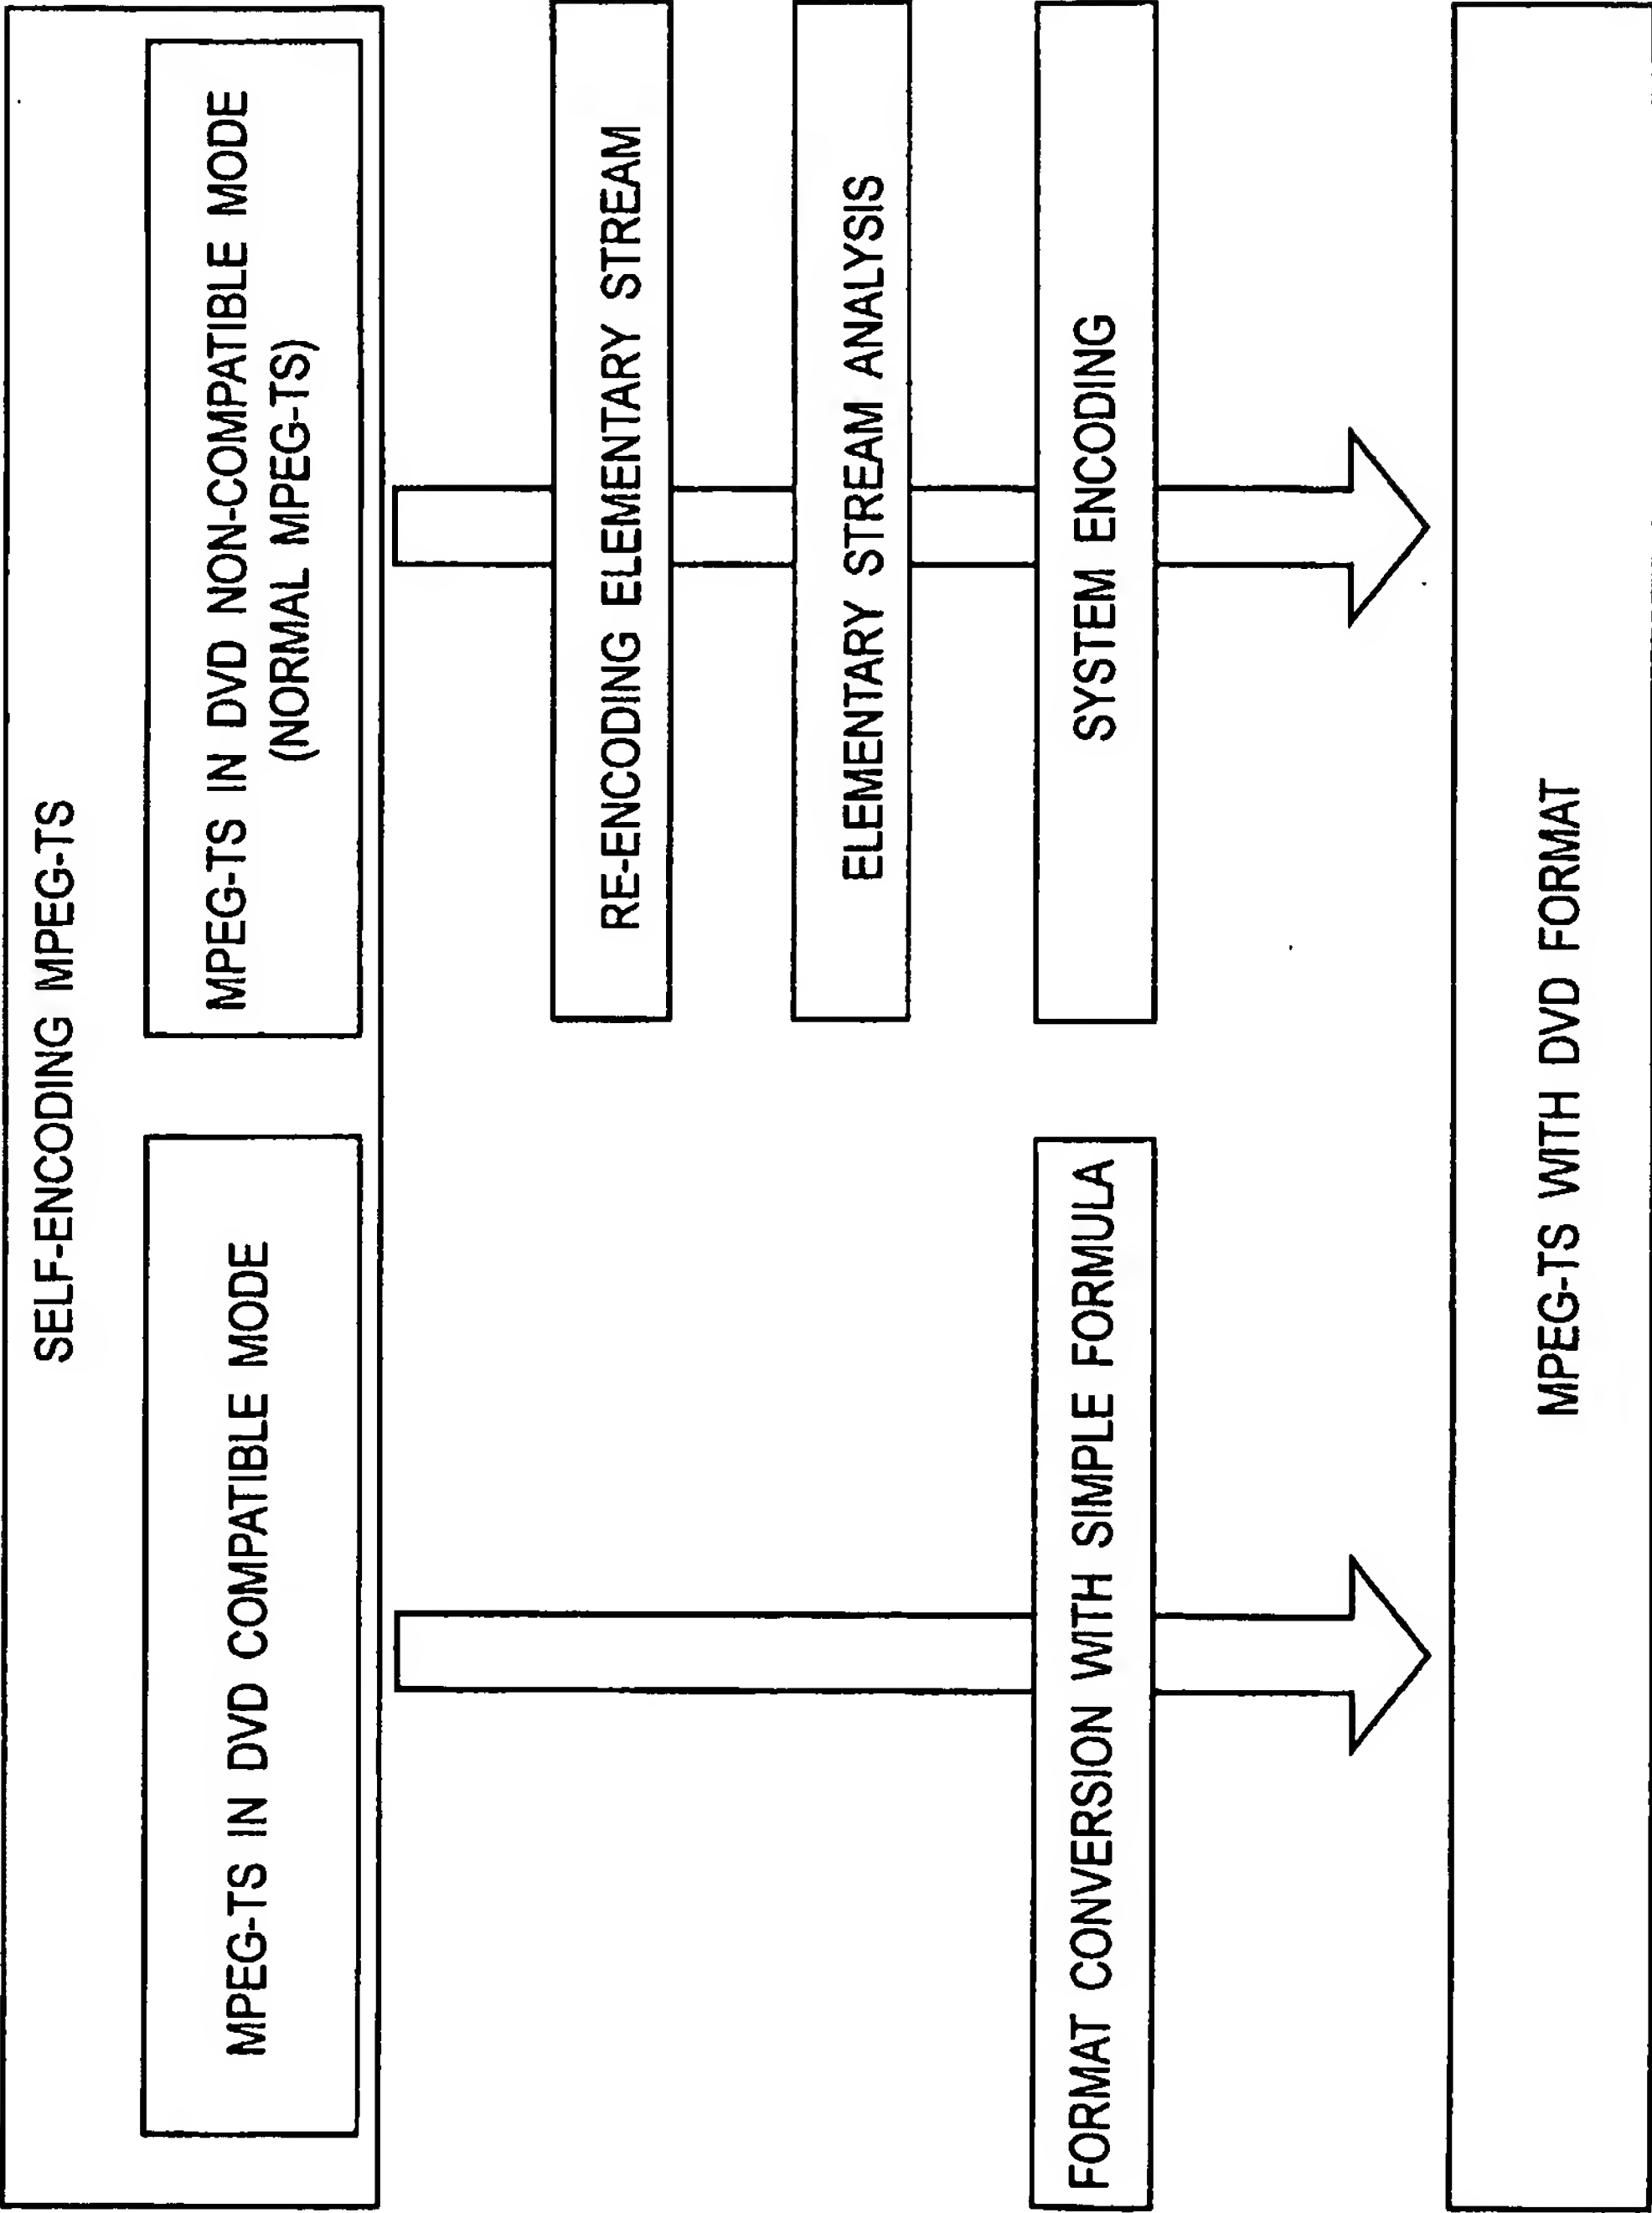 SELF-ENCODING MPEG-TS
MPEG-TS IN DVD COMPATIBLE MODE
MPEG-TS IN DVD NON-COMPATIBLE MODE
(NORMAL MPEG-TS)
RE-ENCODING ELEMENTARY STREAM
ELEMENTARY STREAM ANALYSIS
FORMAT CONVERSION WITH SIMPLE FORMULA
SYSTEM ENCODING
MPEG-TS WITH DVD FORMAT